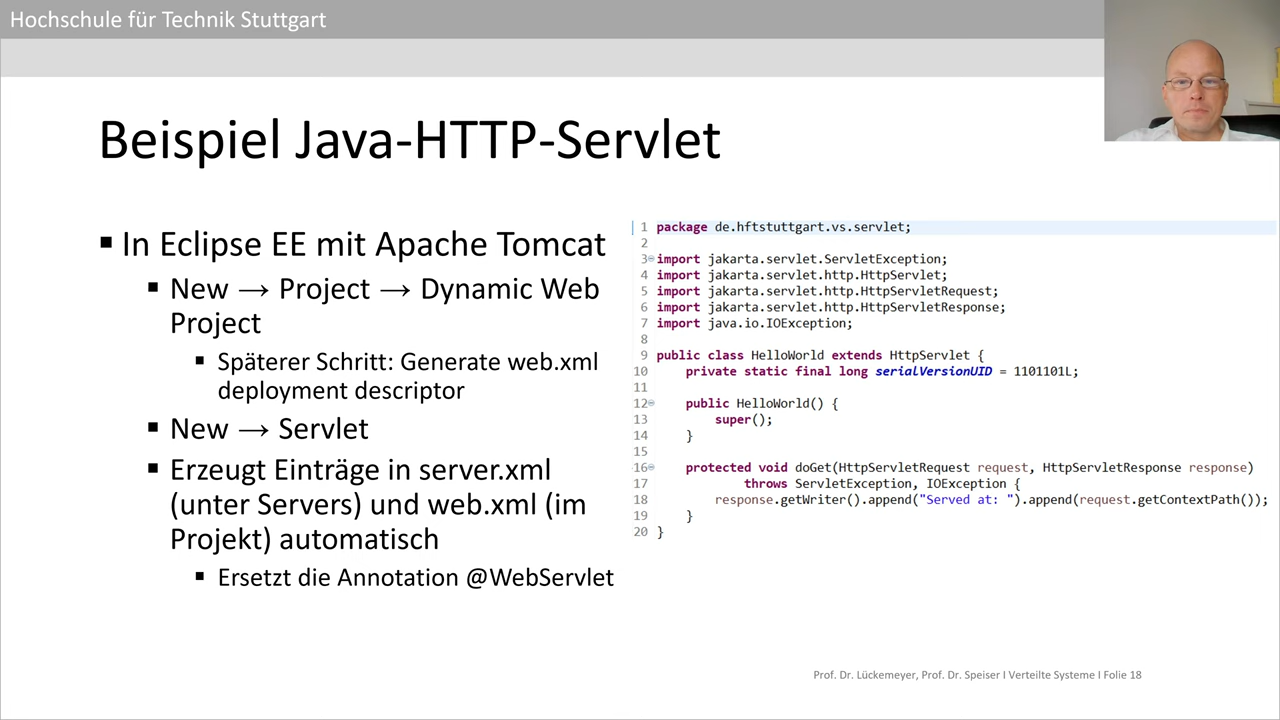 Hochschule für Technik Stuttgart
Beispiel Java-HTTP-Servlet
▪ In Eclipse EE mit Apache Tomcat
▪ New → Project → Dynamic Web
Project
▪ Späterer Schritt: Generate web.xml
deployment descriptor
▪ New → Servlet
▪ Erzeugt Einträge in server.xml
(unter Servers) und web.xml (im
Projekt) automatisch
▪ Ersetzt die Annotation @WebServlet
1 package de.hftstuttgart.vs.servlet;
2
3 import jakarta.servlet.ServletException;
4 import jakarta.servlet.http.HttpServlet;
5 import jakarta.servlet.http.HttpServletRequest;
6 import jakarta.servlet.http.HttpServletResponse;
7 import java.io.IOException;
8
9 public class HelloWorld extends HttpServlet {
10 private static final long serialVersionUID = 1101101L;
11
12 public HelloWorld() {
13 super();
14 }
15
16 protected void doGet(HttpServletRequest request, HttpServletResponse response)
17 throws ServletException, IOException {
18 response.getWriter().append("Served at: ").append(request.getContextPath());
19 }
20 }
Prof. Dr. Lückemeyer, Prof. Dr. Speiser I Verteilte Systeme I Folie 18